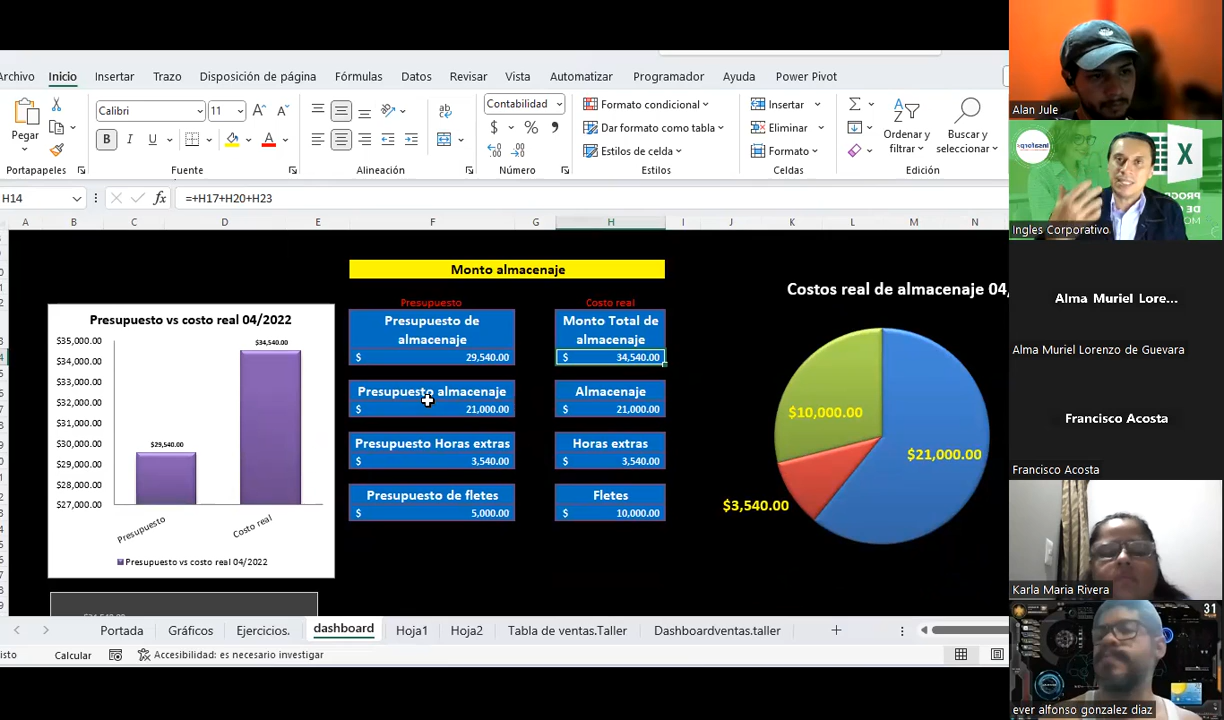 Archivo
Inicio
Insertar
Trazo
Disposición de página
Fórmulas
Datos
Revisar
Vista
Automatizar
Programador
Ayuda
Power Pivot
Pegar
Calibri
11
N
K
S
Contabilidad
$ % ,
Formato condicional
Dar formato como tabla
Estilos de celda
Insertar
Eliminar
Formato
Ordenar y filtrar
Buscar y seleccionar
Portapapeles
Fuente
Alineación
Número
Estilos
Celdas
Edición
H14
fx
=+H17+H20+H23
A B C D E F G H I J K L M N
Monto almacenaje
Presupuesto
Costo real
Presupuesto de
almacenaje
$ 29,540.00
Monto Total de
almacenaje
$ 34,540.00
Presupuesto almacenaje
$ 21,000.00
Almacenaje
$ 21,000.00
Presupuesto Horas extras
$ 3,540.00
Horas extras
$ 3,540.00
Presupuesto de fletes
$ 5,000.00
Fletes
$ 10,000.00
Presupuesto vs costo real 04/2022
$35,000.00
$34,000.00
$33,000.00
$32,000.00
$31,000.00
$30,000.00
$29,000.00
$28,000.00
$27,000.00
$29,540.00
$34,540.00
Presupuesto
Costo real
Presupuesto vs costo real 04/2022
Costos real de almacenaje 04/
$10,000.00
$21,000.00
$3,540.00
Portada
Gráficos
Ejercicios.
dashboard
Hoja1
Hoja2
Tabla de ventas.Taller
Dashboardventas.taller
isto
Calcular
Accesibilidad: es necesario investigar
Alan Jule
Ingles Corporativo
Alma Muriel Lore...
Alma Muriel Lorenzo de Guevara
Francisco Acosta
Francisco Acosta
Karla Maria Rivera
31
ever alfonso gonzalez diaz